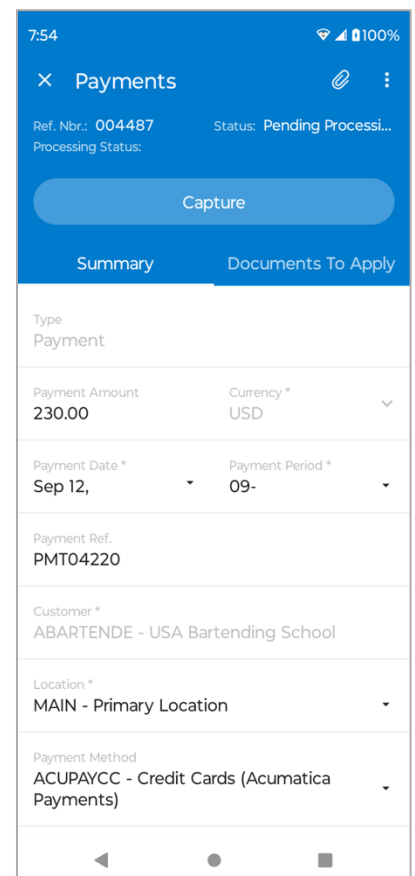 7:54 100%
Payments
Ref. Nbr.: 004487 Status: Pending Processi...
Processing Status:
Capture
Summary Documents To Apply
Type
Payment
Payment Amount Currency *
230.00 USD
Payment Date * Payment Period *
Sep 12, 09-
Payment Ref.
PMT04220
Customer *
ABARTENDE - USA Bartending School
Location *
MAIN - Primary Location
Payment Method
ACUPAYCC - Credit Cards (Acumatica
Payments)